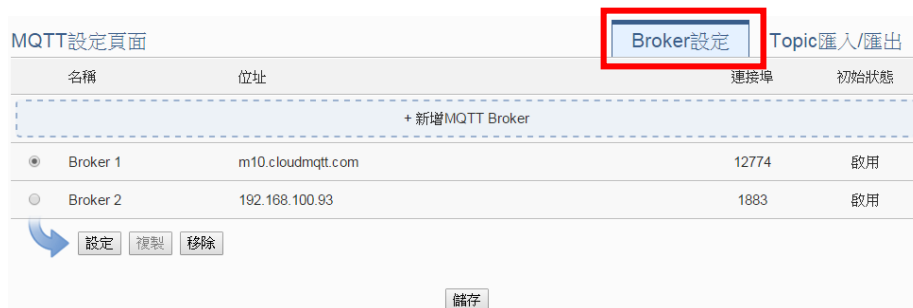 MQTT設定頁面 Broker設定 Topic匯入/匯出
名稱 位址 連接埠 初始狀態
+ 新增MQTT Broker
Broker 1 m10.cloudmqtt.com 12774 啟用
Broker 2 192.168.100.93 1883 啟用
設定 複製 移除
儲存